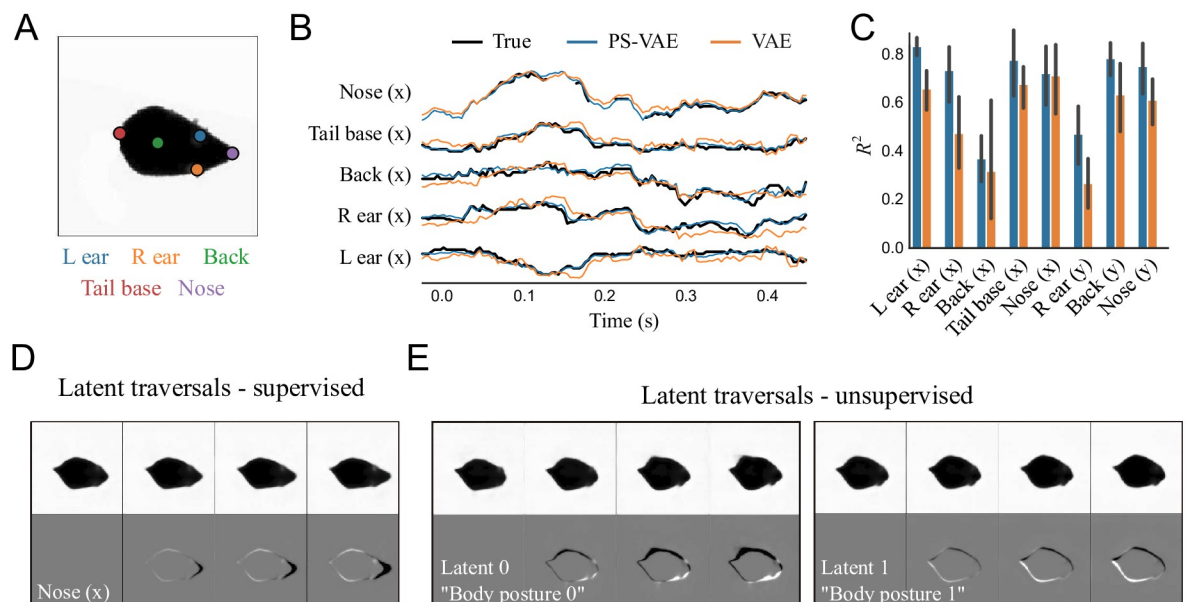 A
L ear R ear Back
Tail base Nose
B
True PS-VAE VAE
Nose (x)
Tail base (x)
Back (x)
R ear (x)
L ear (x)
0.0 0.1 0.2 0.3 0.4
Time (s)
C
R²
0.8
0.6
0.4
0.2
0.0
L ear (x)
R ear (x)
Back (x)
Tail base (x)
Nose (x)
R ear (y)
Back (y)
Nose (y)
D
Latent traversals - supervised
Nose (x)
E
Latent traversals - unsupervised
Latent 0
"Body posture 0"
Latent 1
"Body posture 1"